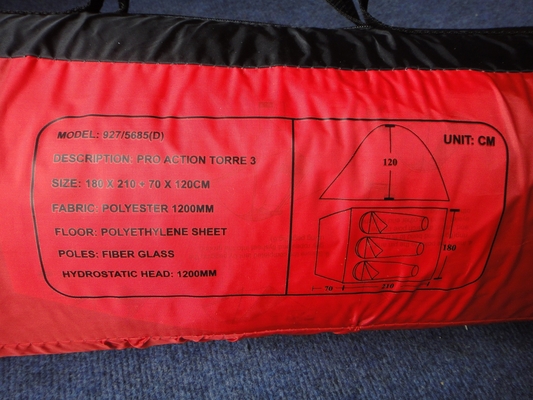 MODEL: 927/5685(D)
DESCRIPTION: PRO ACTION TORRE 3
SIZE: 180 X 210 + 70 X 120CM
FABRIC: POLYESTER 1200MM
FLOOR: POLYETHYLENE SHEET
POLES: FIBER GLASS
HYDROSTATIC HEAD: 1200MM
UNIT: CM
120
180
70
210